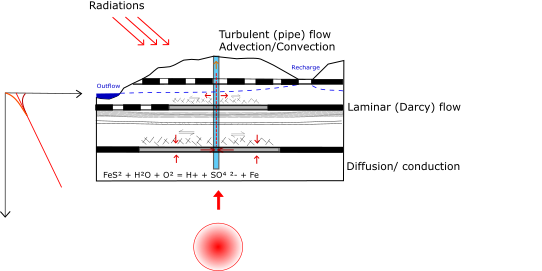 Radiations
Turbulent (pipe) flow
Advection/Convection
Recharge
Outflow
Laminar (Darcy) flow
Diffusion/ conduction
FeS² + H²O + O² = H+ + SO⁴ ²- + Fe